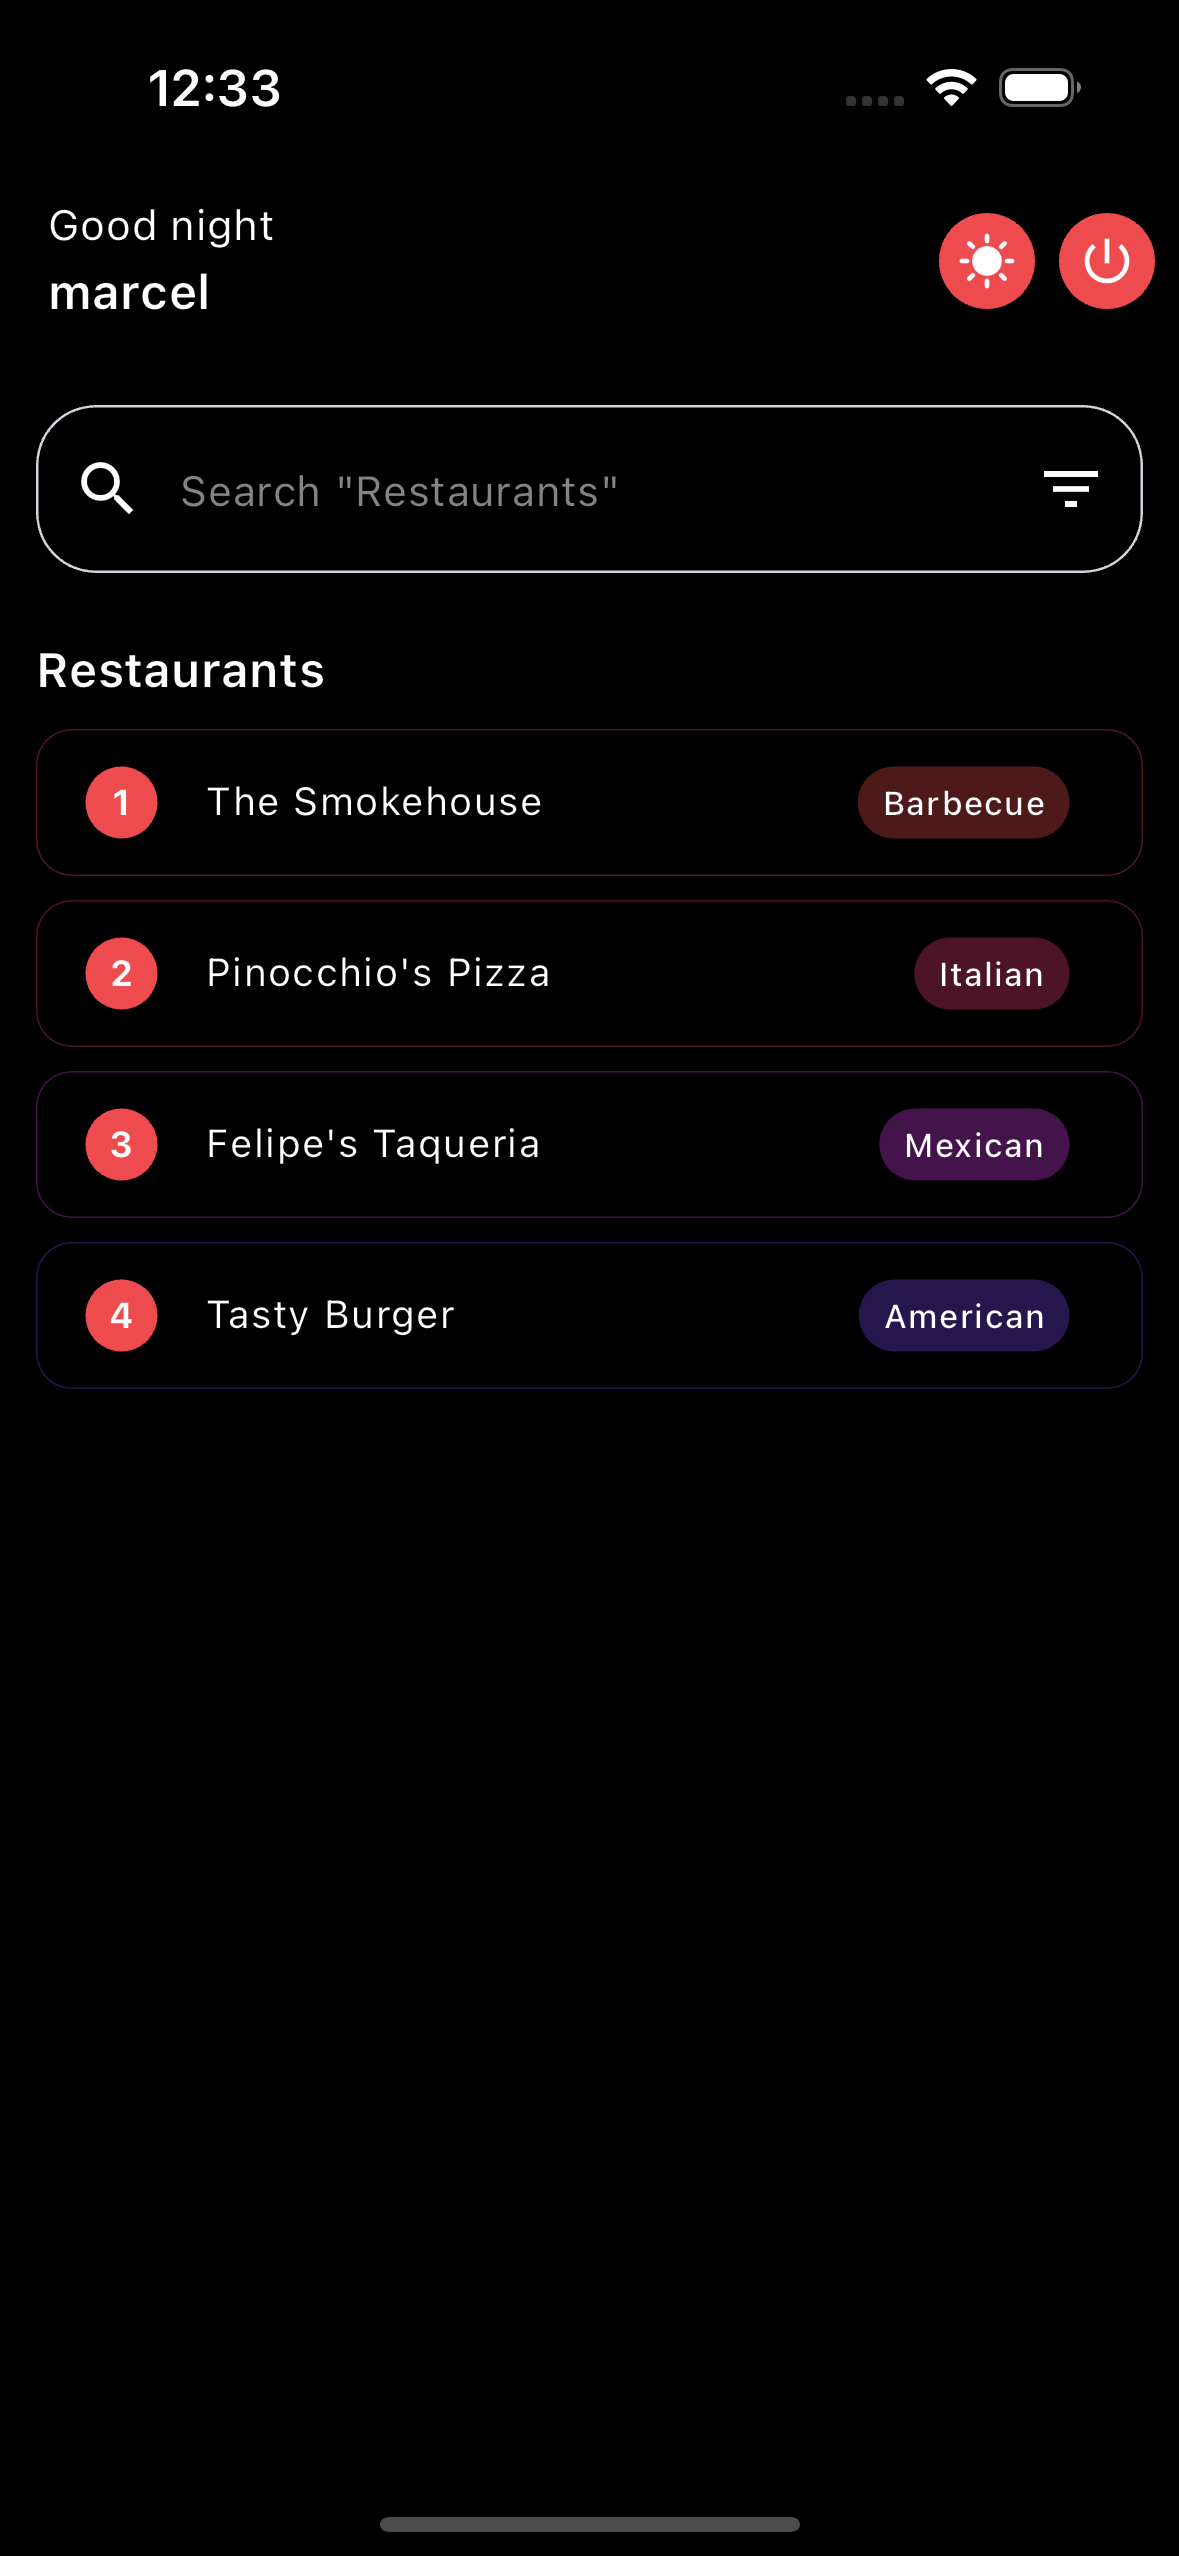 12:33
Good night
marcel
Search "Restaurants"
Restaurants
1 The Smokehouse Barbecue
2 Pinocchio's Pizza Italian
3 Felipe's Taqueria Mexican
4 Tasty Burger American